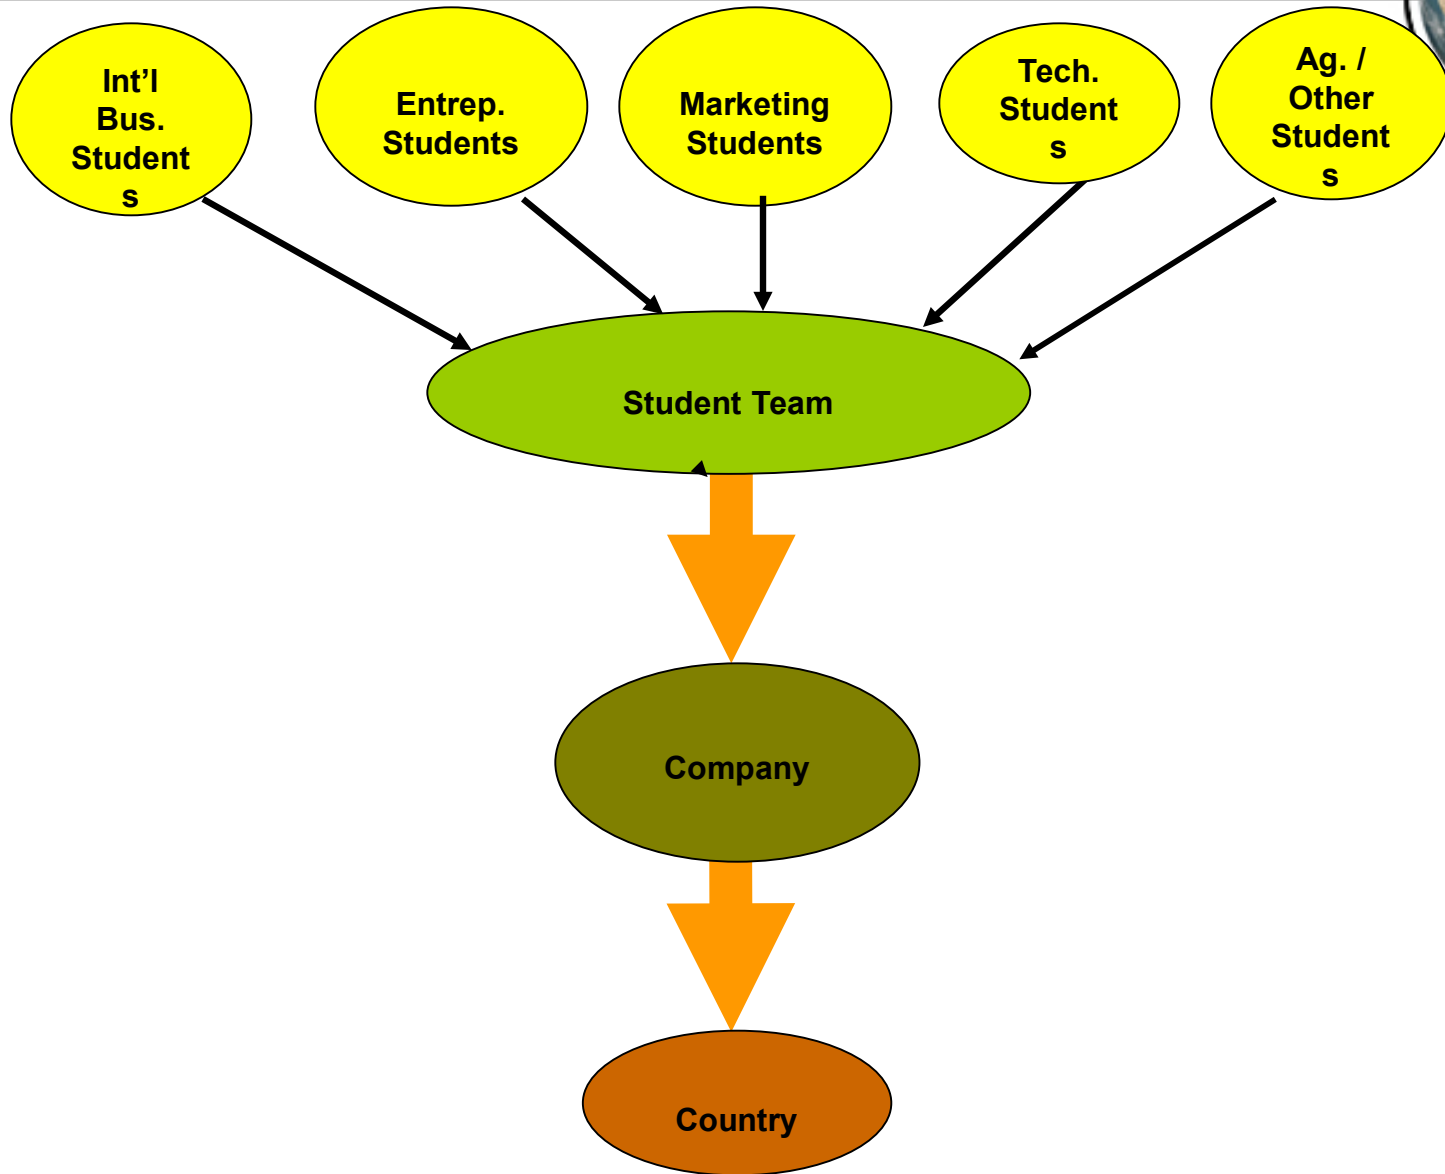 Int'l
Bus.
Student
s
Entrep.
Students
Marketing
Students
Tech.
Student
s
Ag. /
Other
Student
s
Student Team
Company
Country